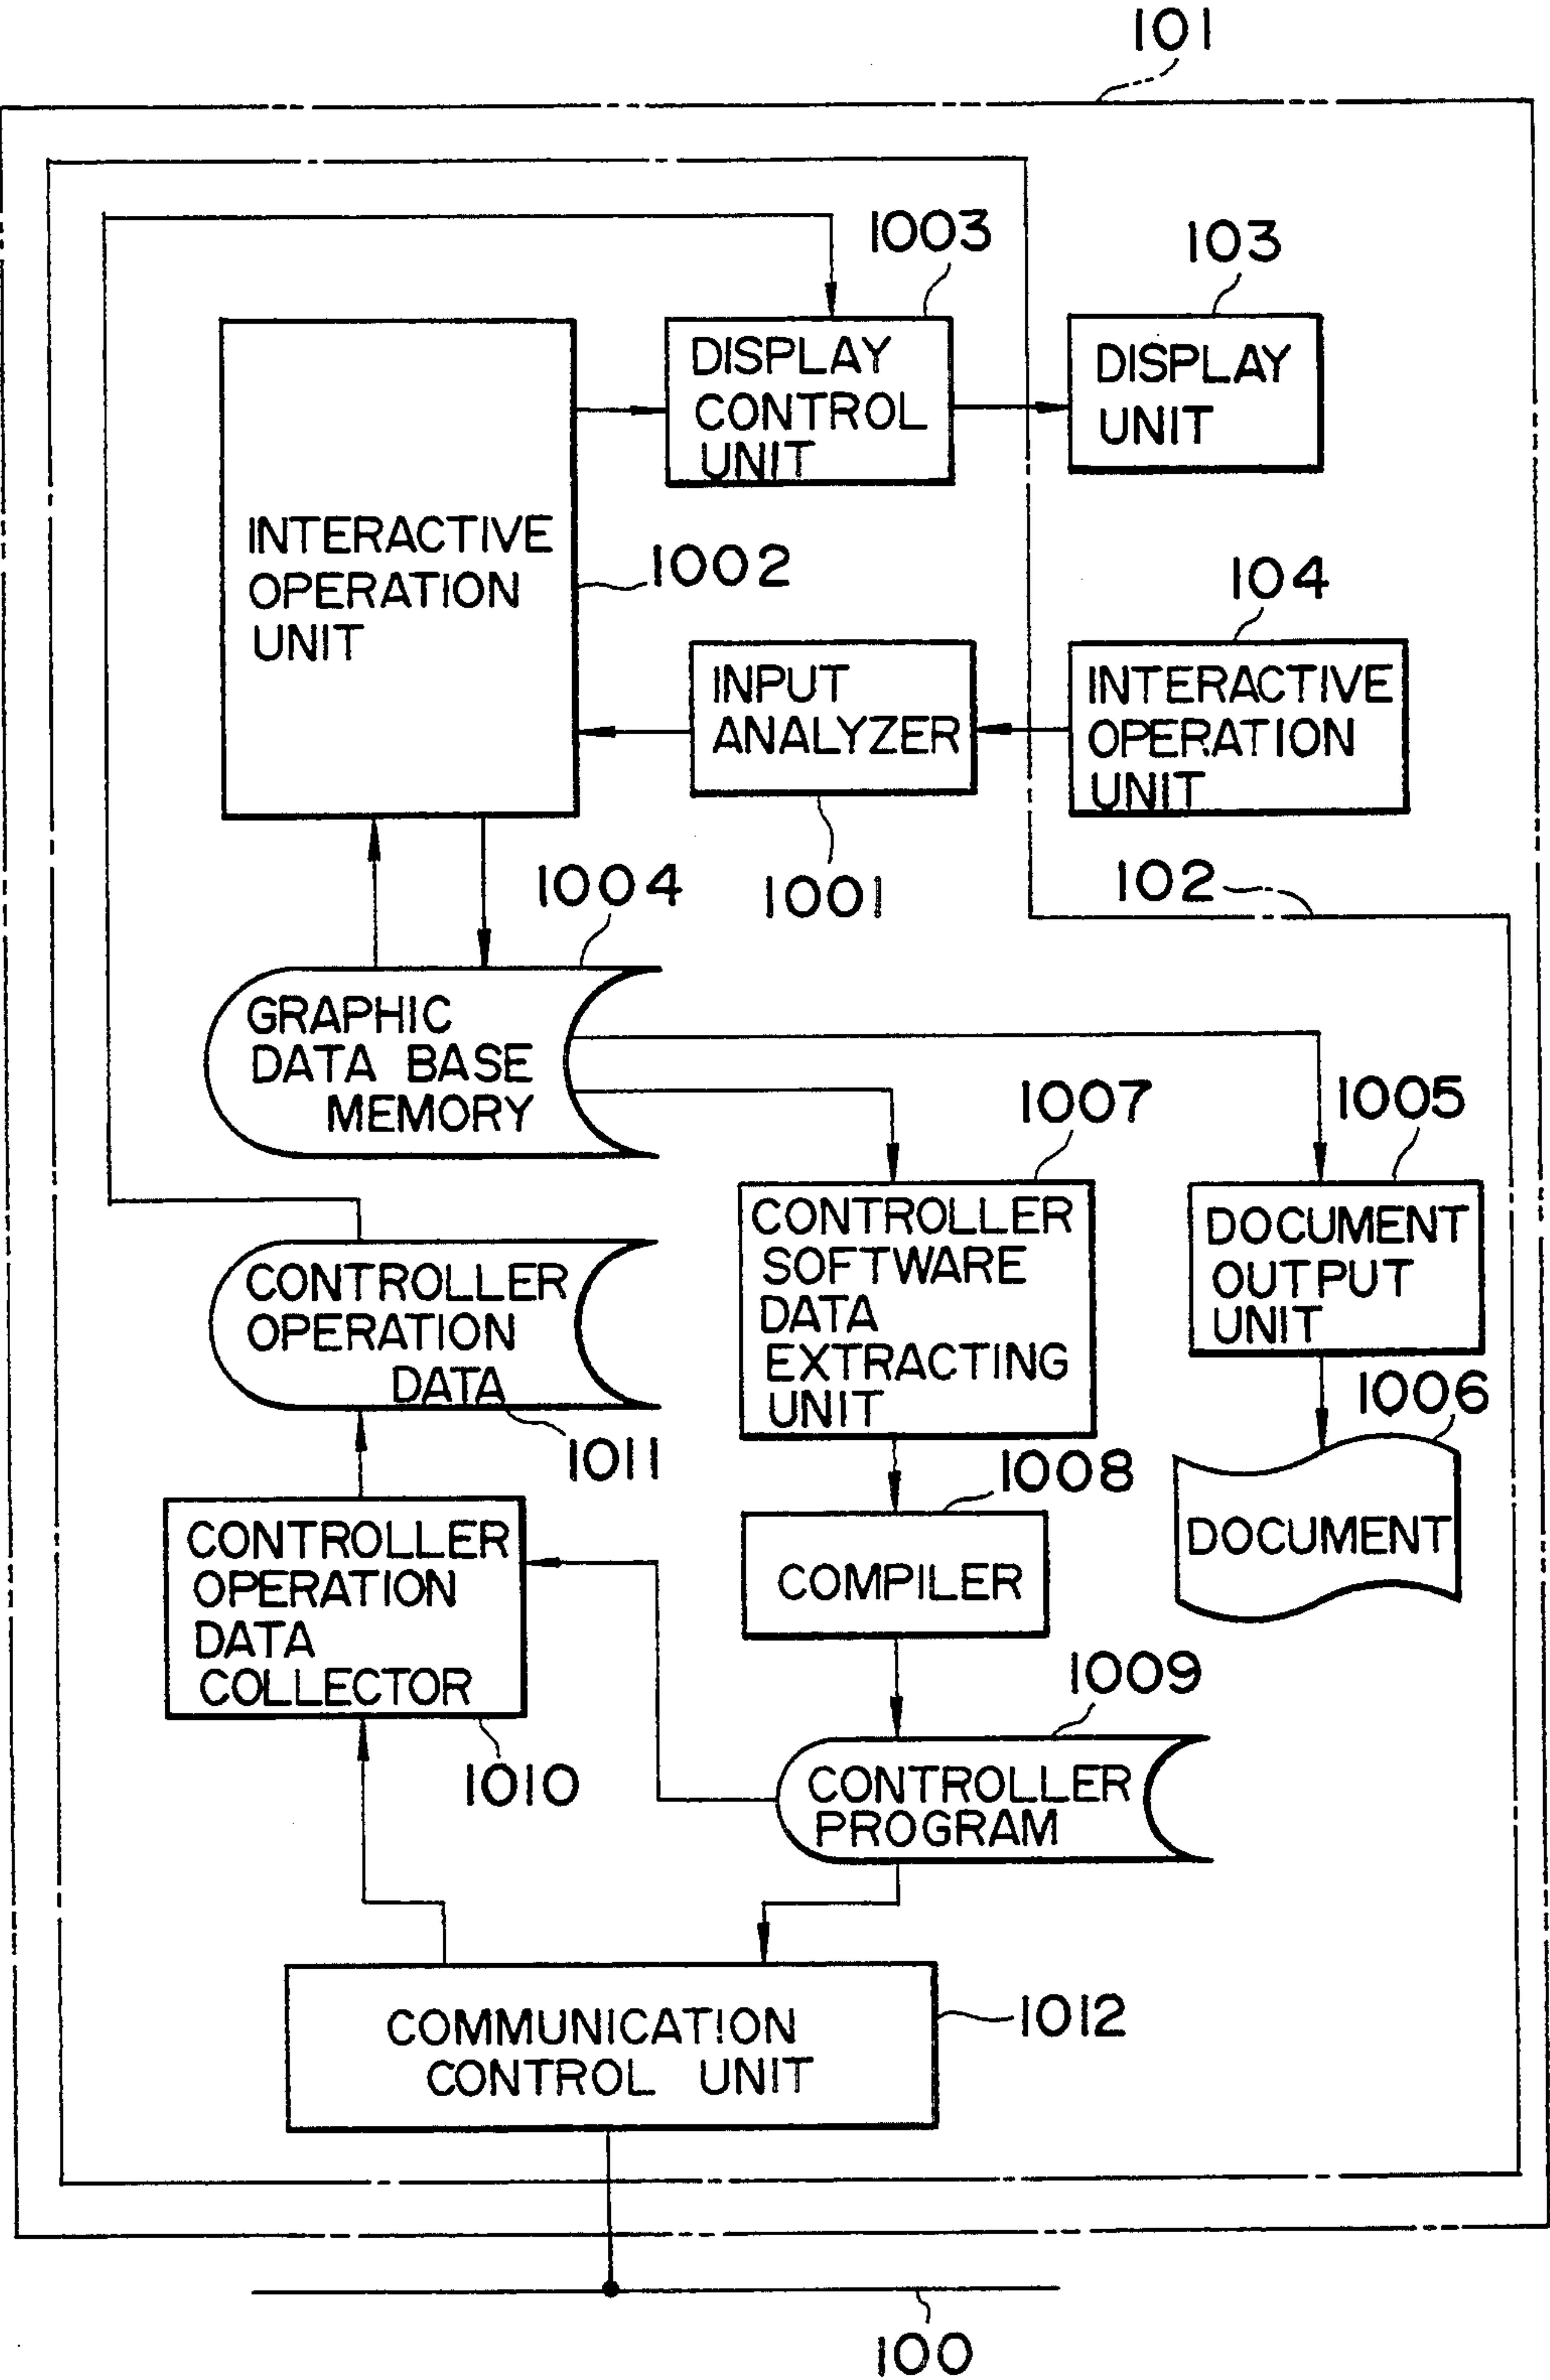 101
1003
103
DISPLAY
CONTROL
UNIT
DISPLAY
UNIT
INTERACTIVE
OPERATION
UNIT
1002
104
INPUT
ANALYZER
INTERACTIVE
OPERATION
UNIT
1001
102
1004
GRAPHIC
DATA BASE
MEMORY
1007
1005
CONTROLLER
SOFTWARE
DATA
EXTRACTING
UNIT
DOCUMENT
OUTPUT
UNIT
CONTROLLER
OPERATION
DATA
1011
1006
1008
DOCUMENT
CONTROLLER
OPERATION
DATA
COLLECTOR
COMPILER
1010
1009
CONTROLLER
PROGRAM
COMMUNICATION
CONTROL UNIT
1012
100